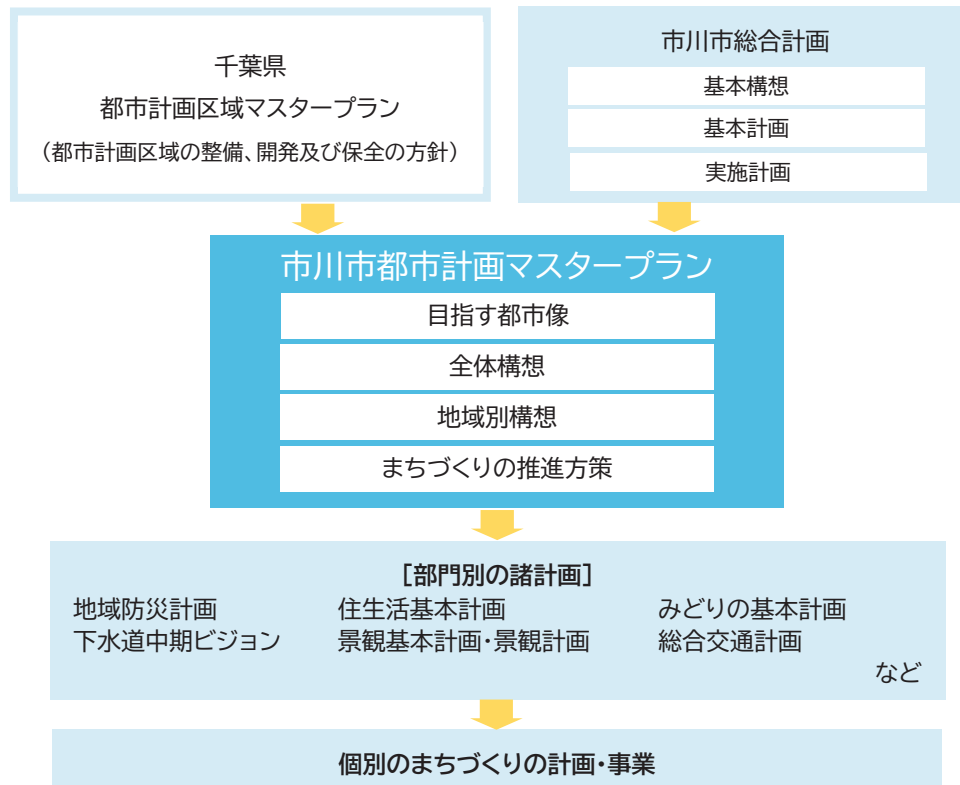 千葉県
都市計画区域マスタープラン
（都市計画区域の整備、開発及び保全の方針）
市川市総合計画
基本構想
基本計画
実施計画
市川市都市計画マスタープラン
目指す都市像
全体構想
地域別構想
まちづくりの推進方策
［部門別の諸計画］
地域防災計画 住生活基本計画 みどりの基本計画
下水道中期ビジョン 景観基本計画・景観計画 総合交通計画
など
個別のまちづくりの計画・事業